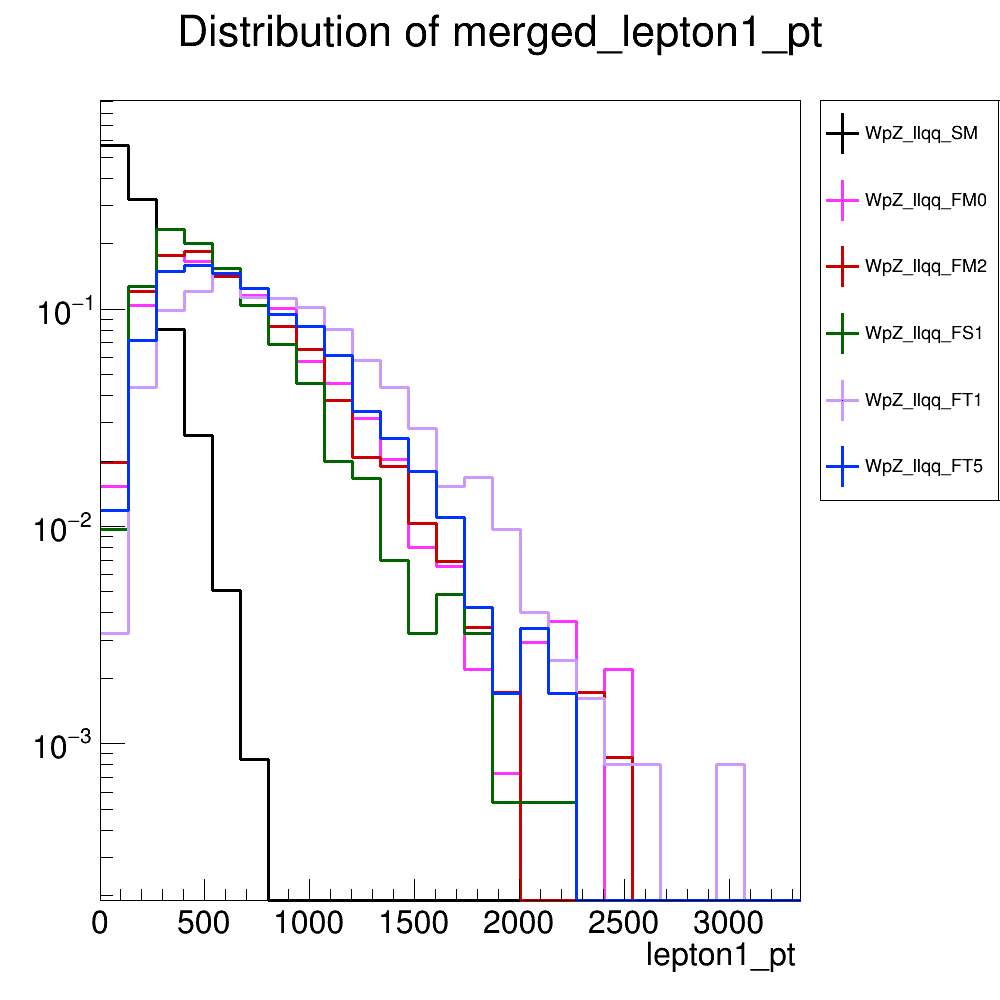 Distribution of merged_lepton1_pt
WpZ_llqq_SM
WpZ_llqq_FM0
WpZ_llqq_FM2
WpZ_llqq_FS1
WpZ_llqq_FT1
WpZ_llqq_FT5
10⁻¹
10⁻²
10⁻³
0 500 1000 1500 2000 2500 3000
lepton1_pt